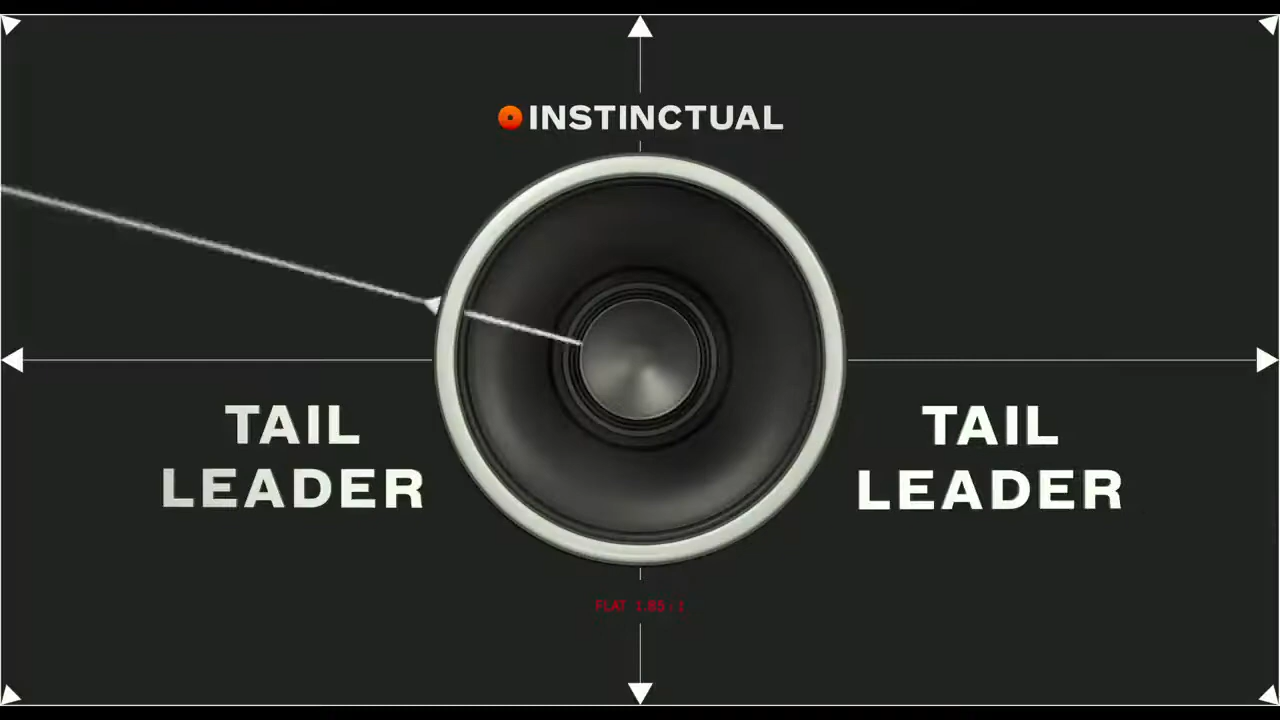 INSTINCTUAL
TAIL
LEADER
TAIL
LEADER
FLAT 1.85:1